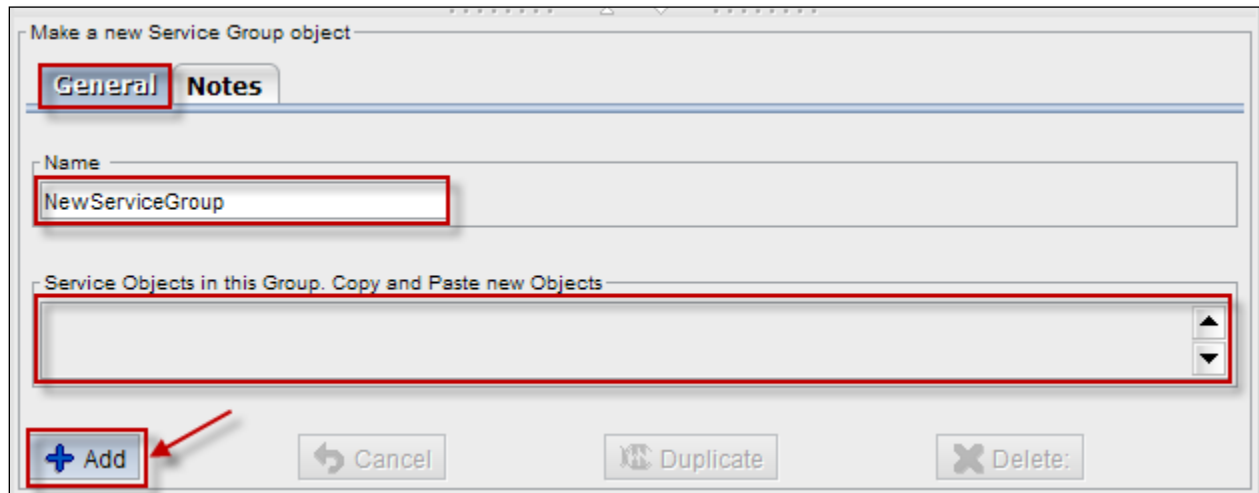 Make a new Service Group object
General Notes
Name
NewServiceGroup
Service Objects in this Group. Copy and Paste new Objects
Add Cancel Duplicate Delete: